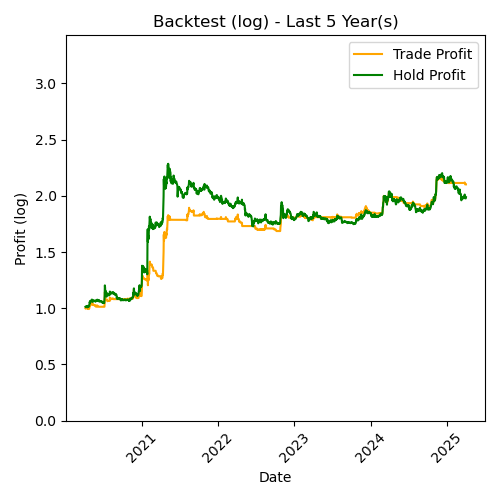 Backtest (log) - Last 5 Year(s)
Trade Profit
Hold Profit
Profit (log)
3.0
2.5
2.0
1.5
1.0
0.5
0.0
2021
2022
2023
2024
2025
Date